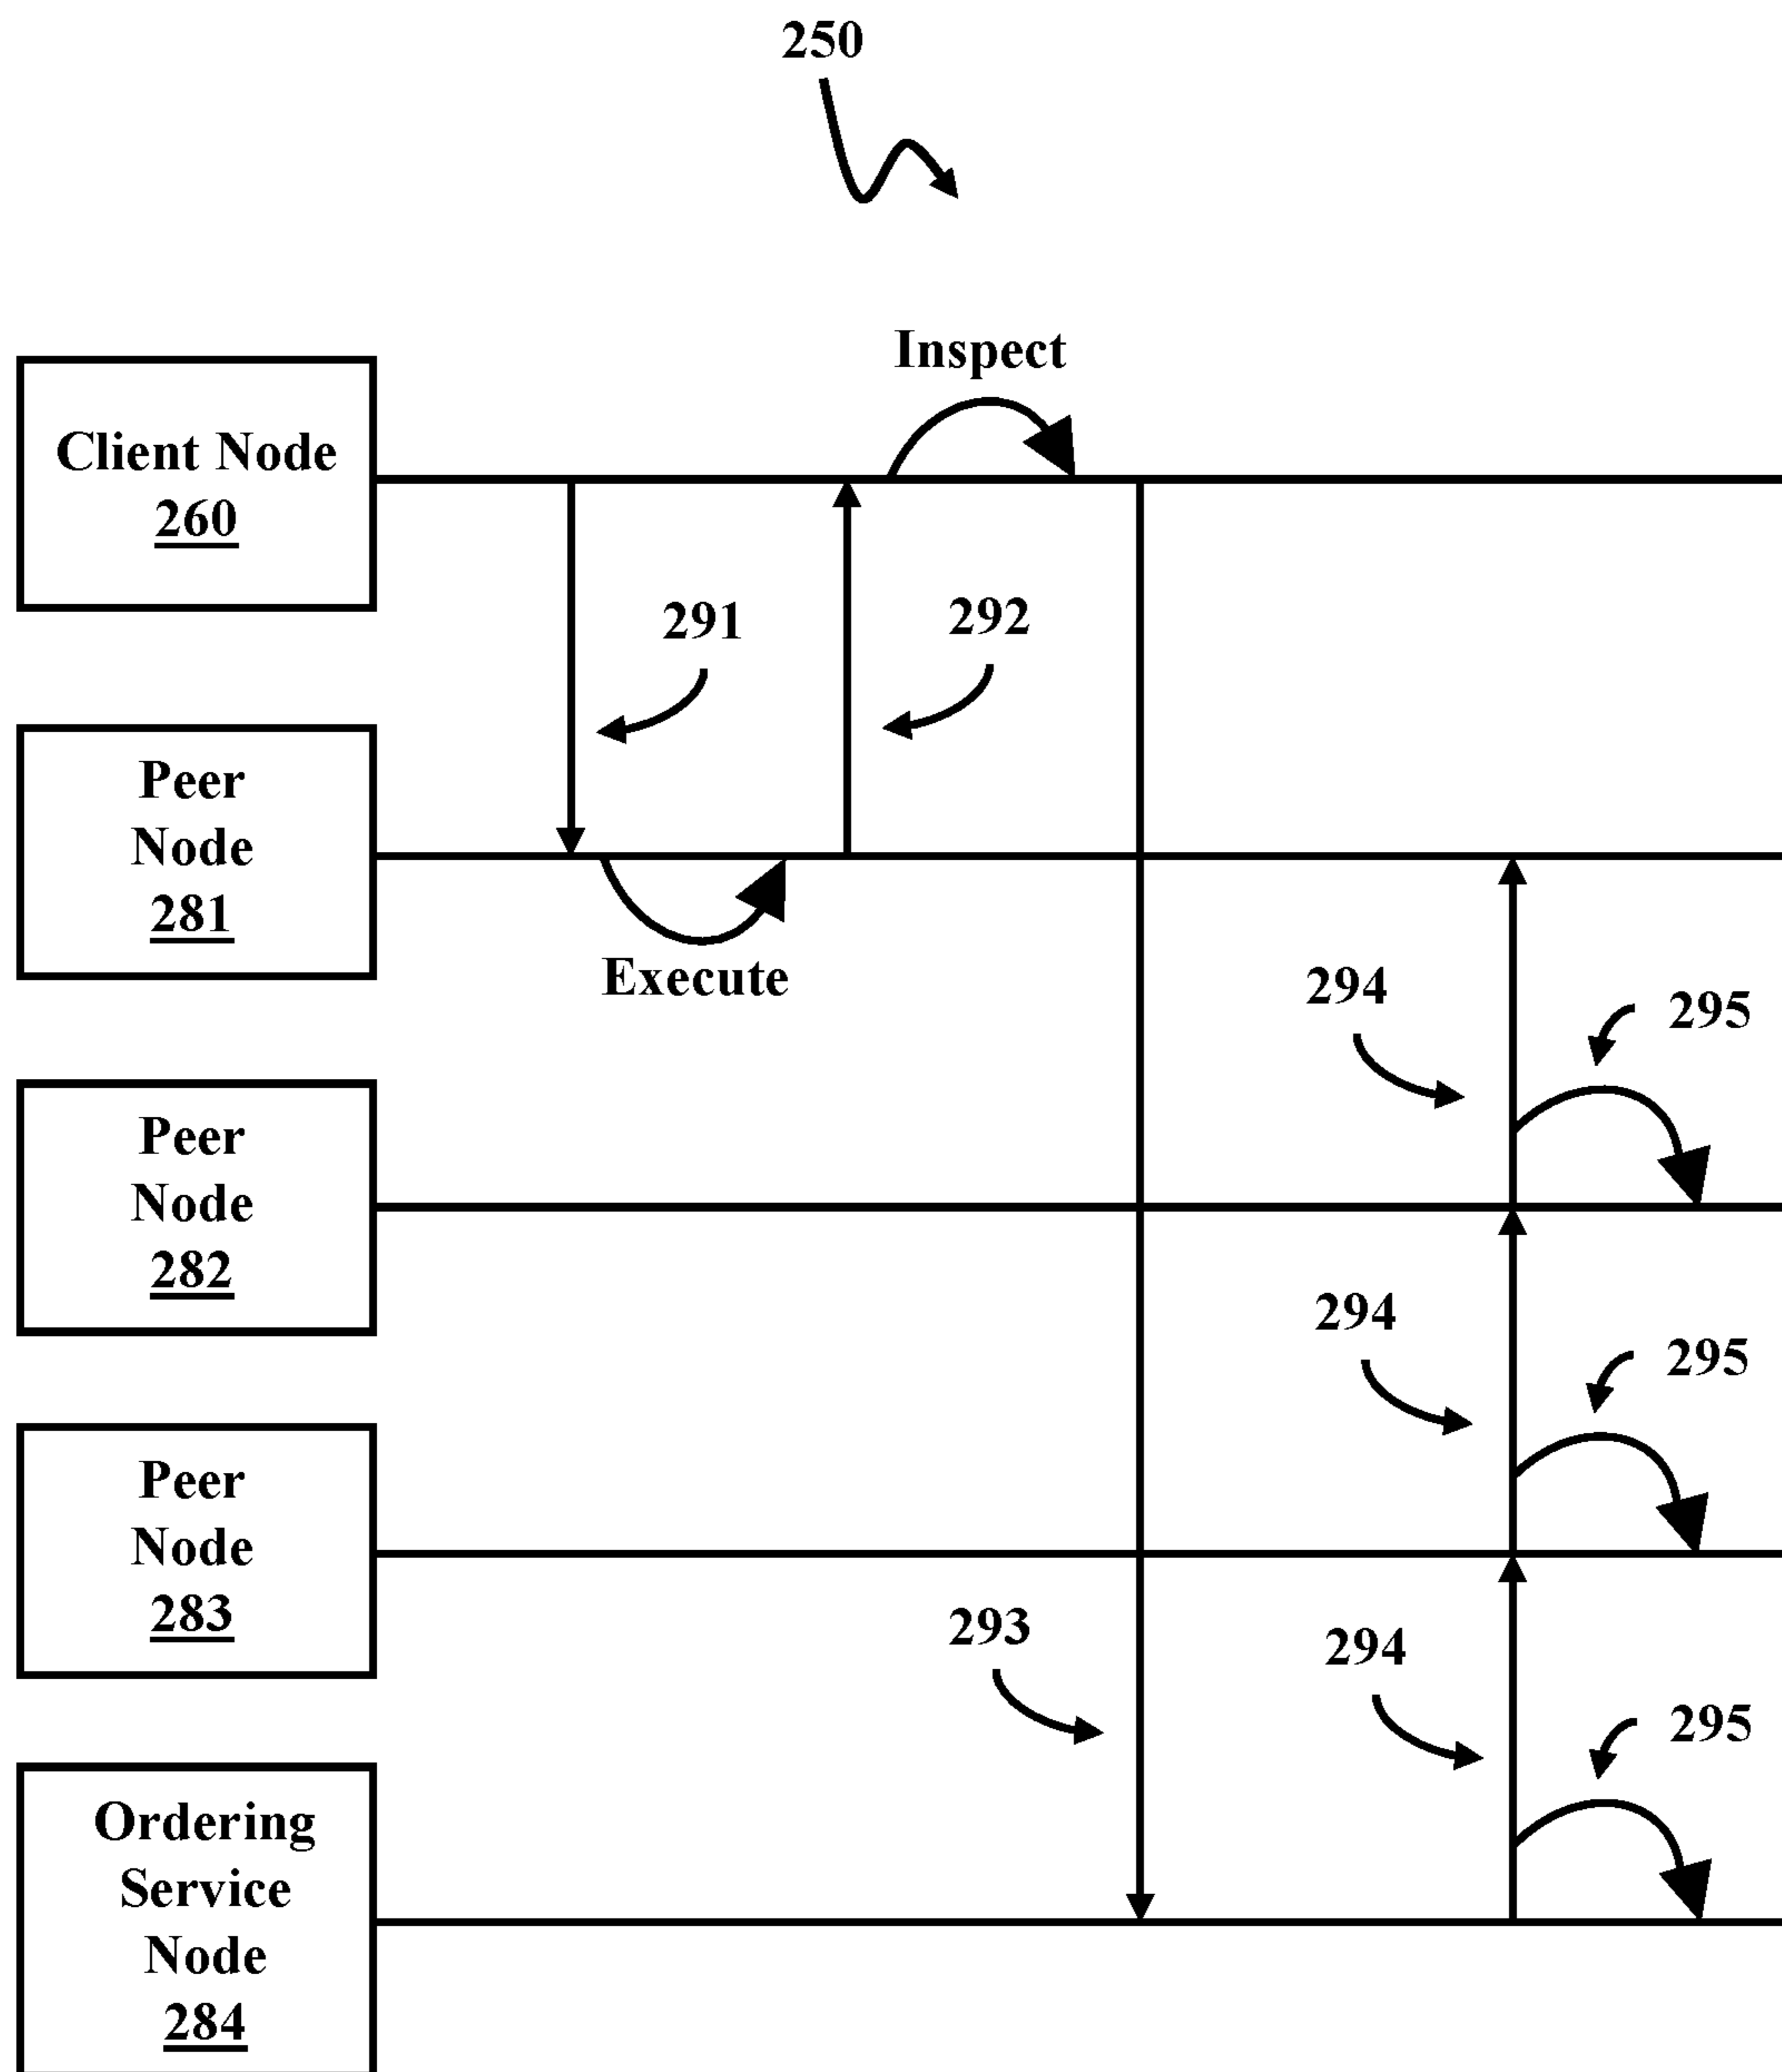 250
Inspect
Client Node
260
291
292
Peer
Node
281
Execute
294
295
Peer
Node
282
294
295
Peer
Node
283
293
294
295
Ordering
Service
Node
284